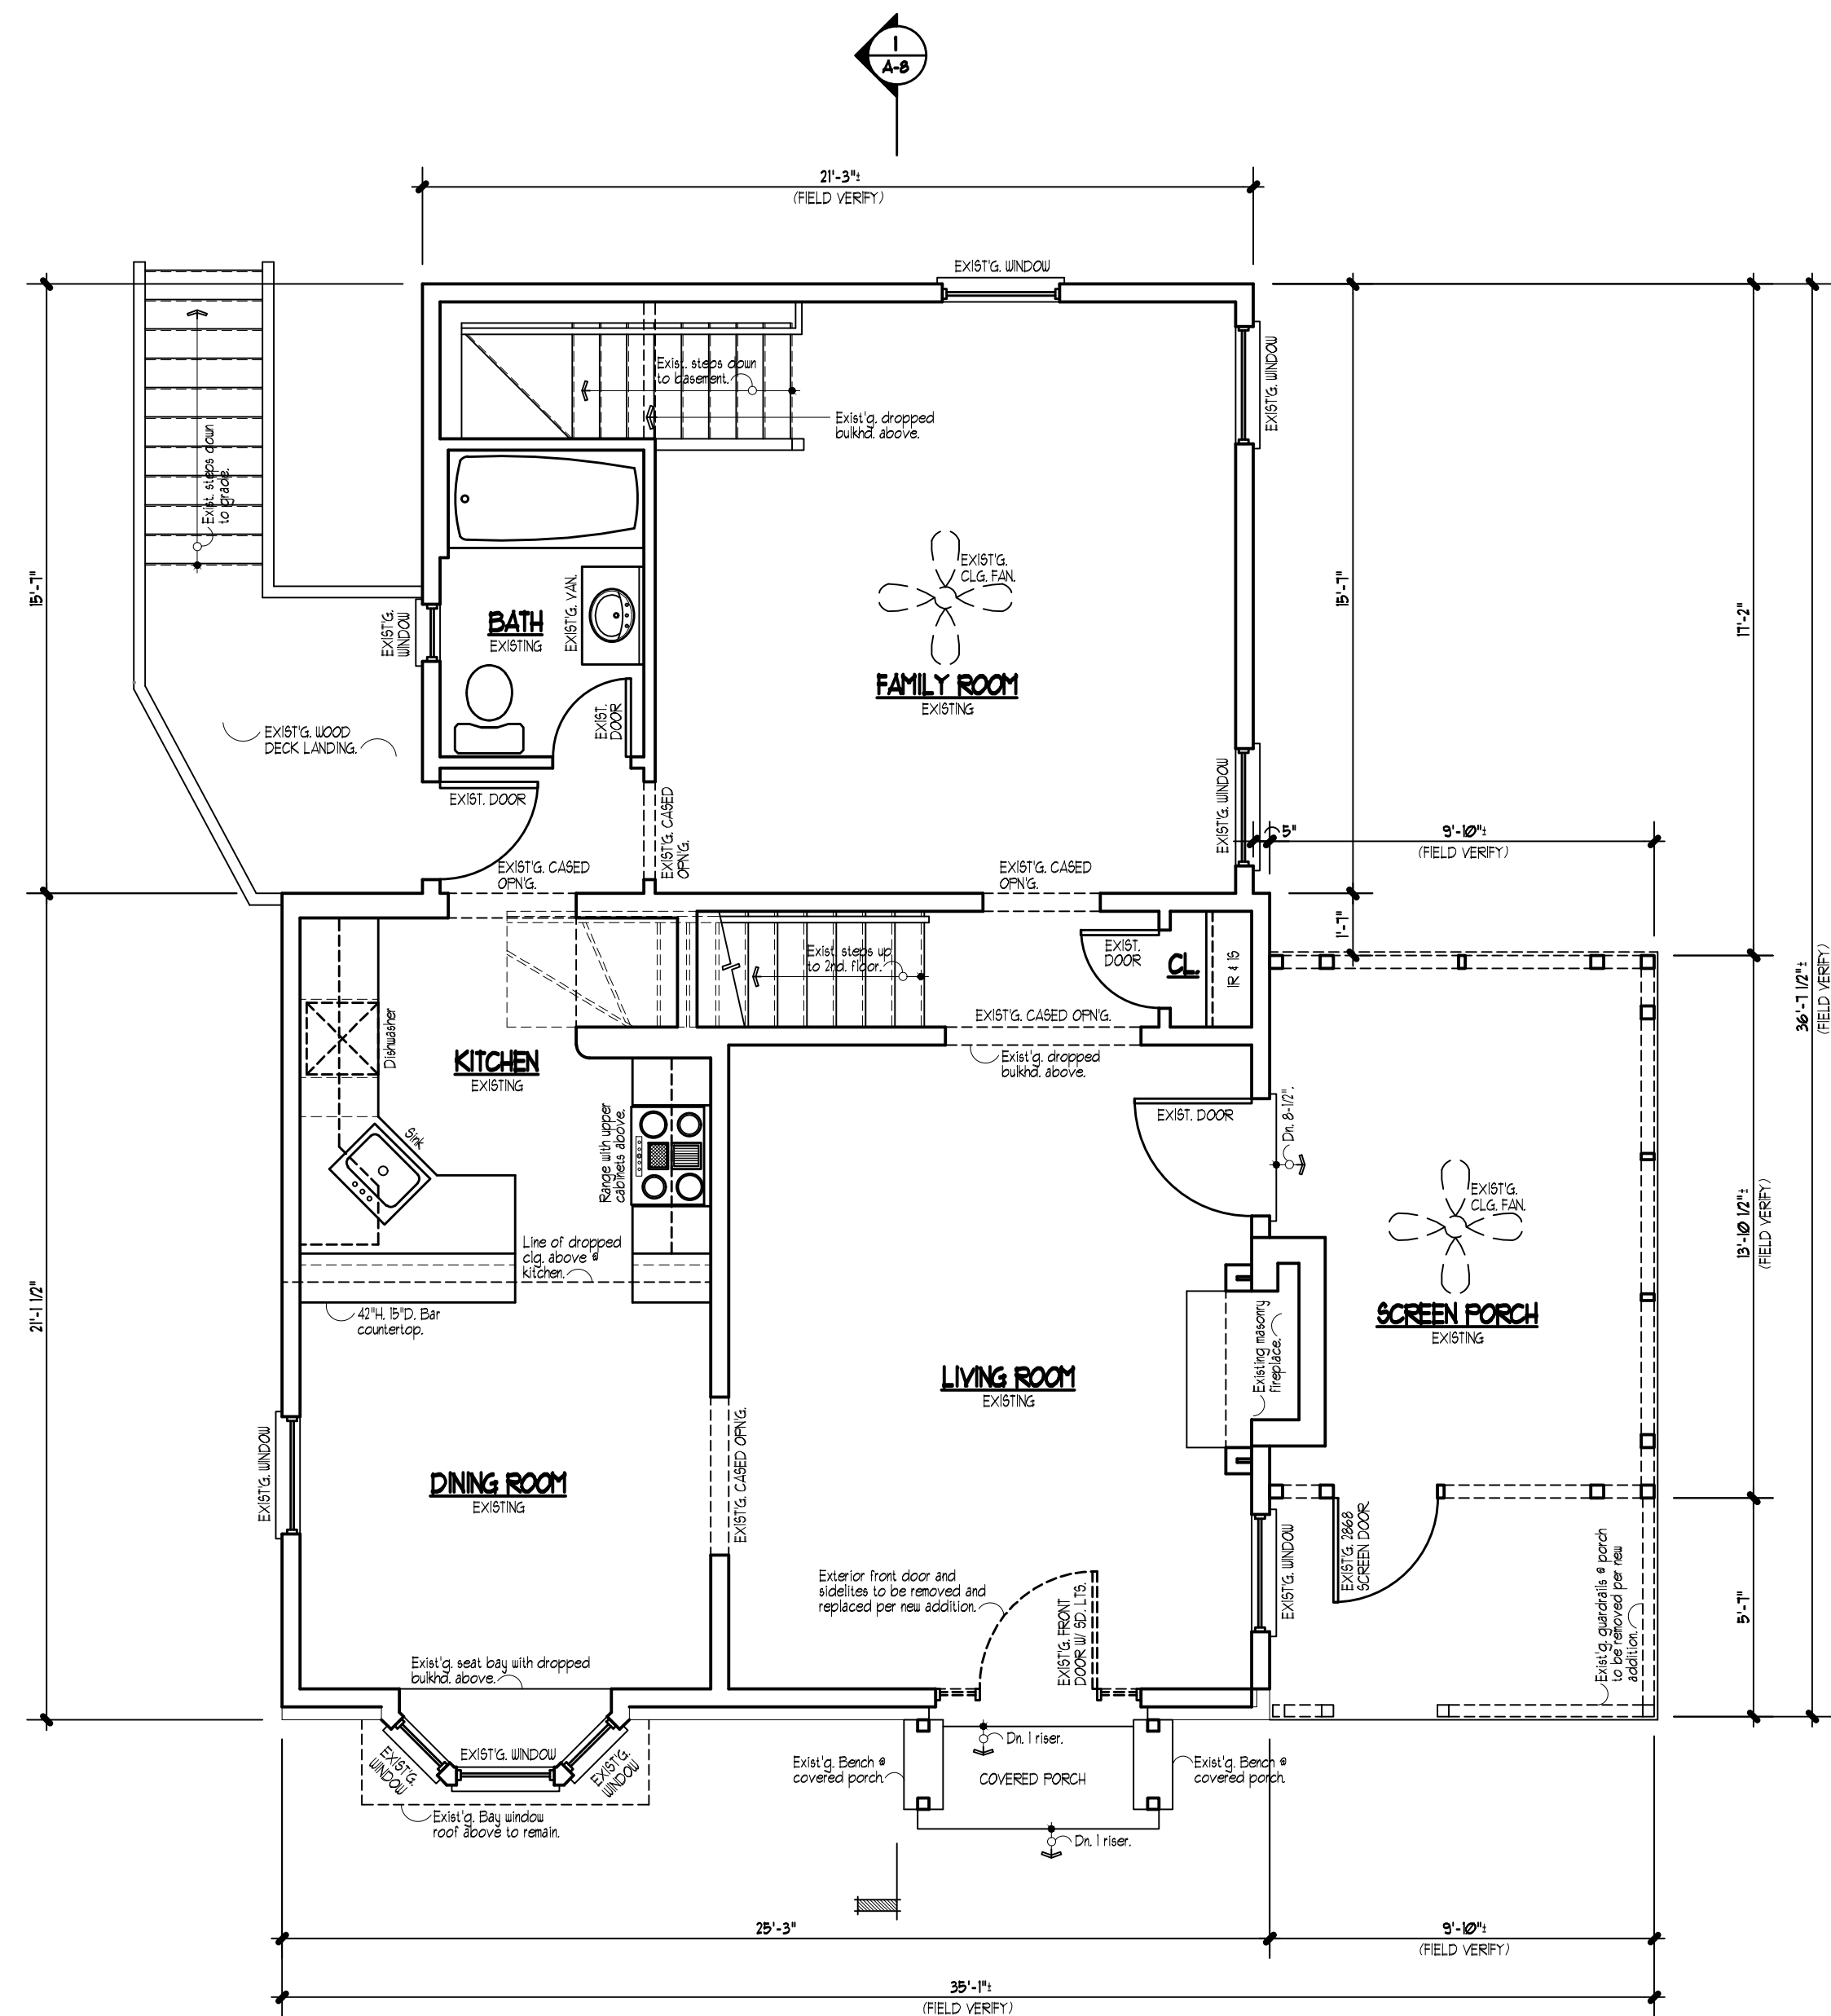 1
A-8
21'-3"±
(FIELD VERIFY)
EXIST'G. WINDOW
EXIST'G. WINDOW
Exist. steps down
to basement.
Exist'g. dropped
bulkhd. above.
Exist. steps down
to grade.
15'-7"
15'-7"
17'-2"
EXIST'G.
CLG. FAN.
EXIST'G.
WINDOW
BATH
EXISTING
EXIST'G. VAN.
FAMILY ROOM
EXISTING
EXIST.
DOOR
EXIST'G. WOOD
DECK LANDING.
EXIST. DOOR
EXIST'G. CASED
OPN'G.
EXIST'G. WINDOW
5"
9'-10"±
(FIELD VERIFY)
EXIST'G. CASED
OPN'G.
EXIST'G. CASED
OPN'G.
1'-7"
Exist. steps up
to 2nd. floor.
EXIST.
DOOR
CL.
1R & 1S
36'-7 1/2"±
(FIELD VERIFY)
EXIST'G. CASED OPN'G.
Dishwasher
KITCHEN
EXISTING
Exist'g. dropped
bulkhd. above.
EXIST. DOOR
Dn. 8-1/2".
Sink
Range with upper
cabinets above.
EXIST'G.
CLG. FAN.
13'-10 1/2"±
(FIELD VERIFY)
Line of dropped
clg. above @
kitchen.
21'-1 1/2"
42"H. 15"D. Bar
countertop.
SCREEN PORCH
EXISTING
Existing masonry
fireplace.
LIVING ROOM
EXISTING
EXIST'G. WINDOW
DINING ROOM
EXISTING
EXIST'G. CASED OPN'G.
EXIST'G. WINDOW
EXIST'G. 2868
SCREEN DOOR
Exterior front door and
sidelites to be removed and
replaced per new addition.
EXIST'G. FRONT
DOOR W/ SD. LTS.
Exist'g. guardrails @ porch
to be removed per new
addition.
5'-7"
Exist'g. seat bay with dropped
bulkhd. above.
EXIST'G.
WINDOW
EXIST'G. WINDOW
EXIST'G.
WINDOW
Dn. 1 riser.
Exist'g. Bench @
covered porch.
COVERED PORCH
Exist'g. Bench @
covered porch.
Exist'g. Bay window
roof above to remain.
Dn. 1 riser.
25'-3"
9'-10"±
(FIELD VERIFY)
35'-1"±
(FIELD VERIFY)